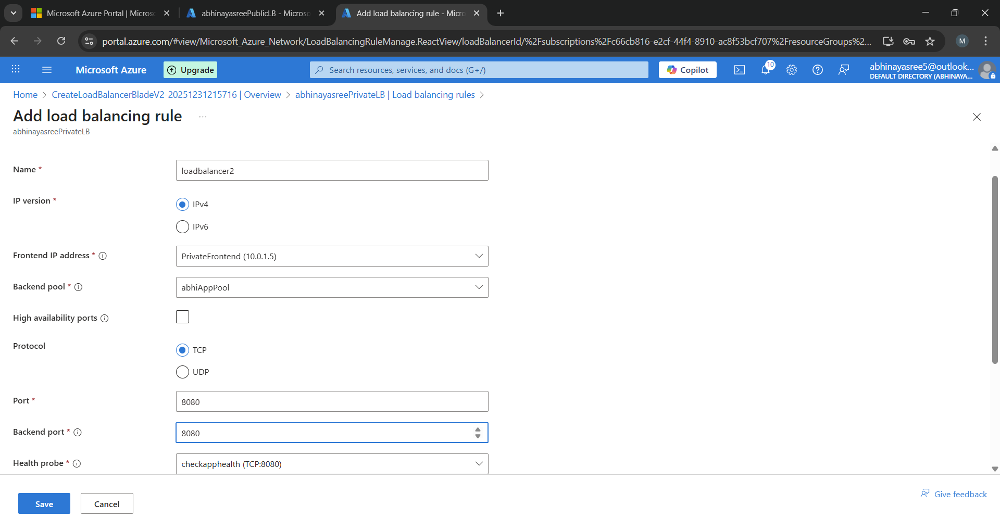 Microsoft Azure Portal | Micros
abhinayasreePublicLB - Microso
Add load balancing rule - Micro
portal.azure.com/#view/Microsoft_Azure_Network/LoadBalancingRuleManage.ReactView/loadBalancerId/%2Fsubscriptions%2Fc66cb816-e2cf-44f4-8910-ac8f53bcf707%2FresourceGroups%2...
M
Microsoft Azure
Upgrade
Search resources, services, and docs (G+/)
Copilot
10
abhinayasree5@outlook...
DEFAULT DIRECTORY (ABHINAYA...
Home > CreateLoadBalancerBladeV2-20251231215716 | Overview > abhinayasreePrivateLB | Load balancing rules >
Add load balancing rule ...
abhinayasreePrivateLB
Name *
loadbalancer2
IP version *
IPv4
IPv6
Frontend IP address *
PrivateFrontend (10.0.1.5)
Backend pool *
abhiAppPool
High availability ports
Protocol
TCP
UDP
Port *
8080
Backend port *
8080
Health probe *
checkapphealth (TCP:8080)
Save
Cancel
Give feedback